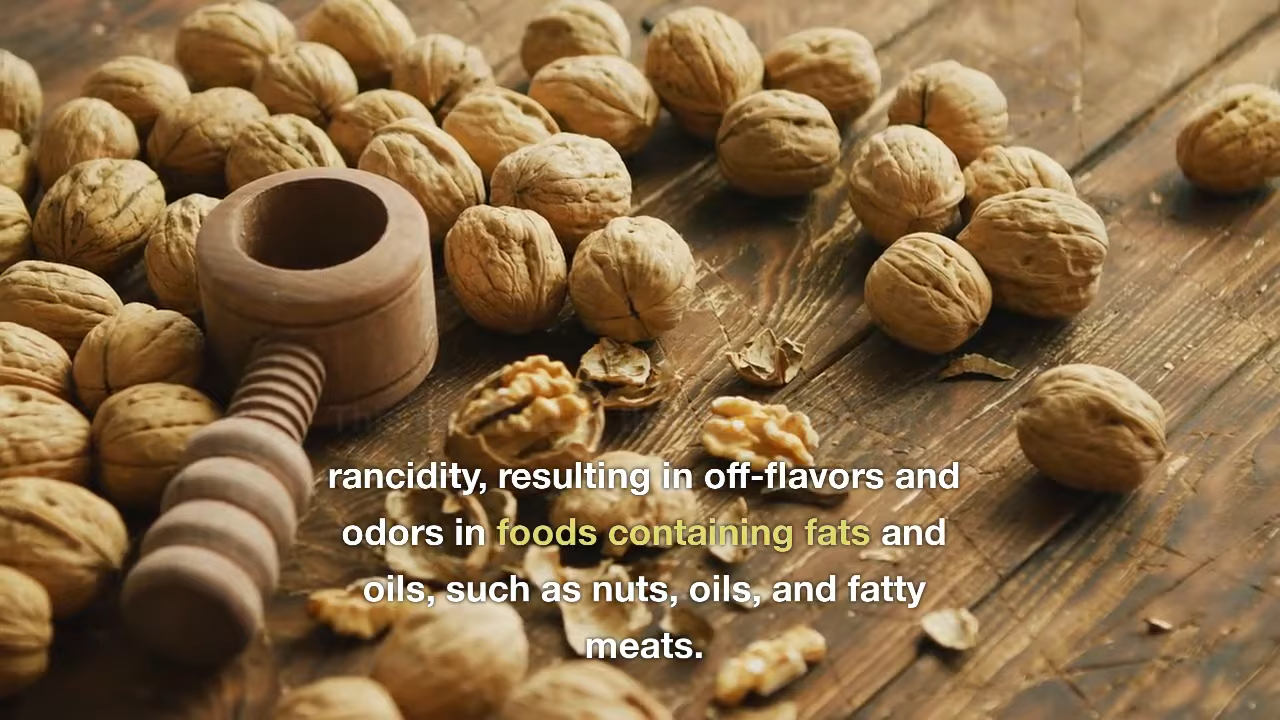 rancidity, resulting in off-flavors and
odors in foods containing fats and
oils, such as nuts, oils, and fatty
meats.